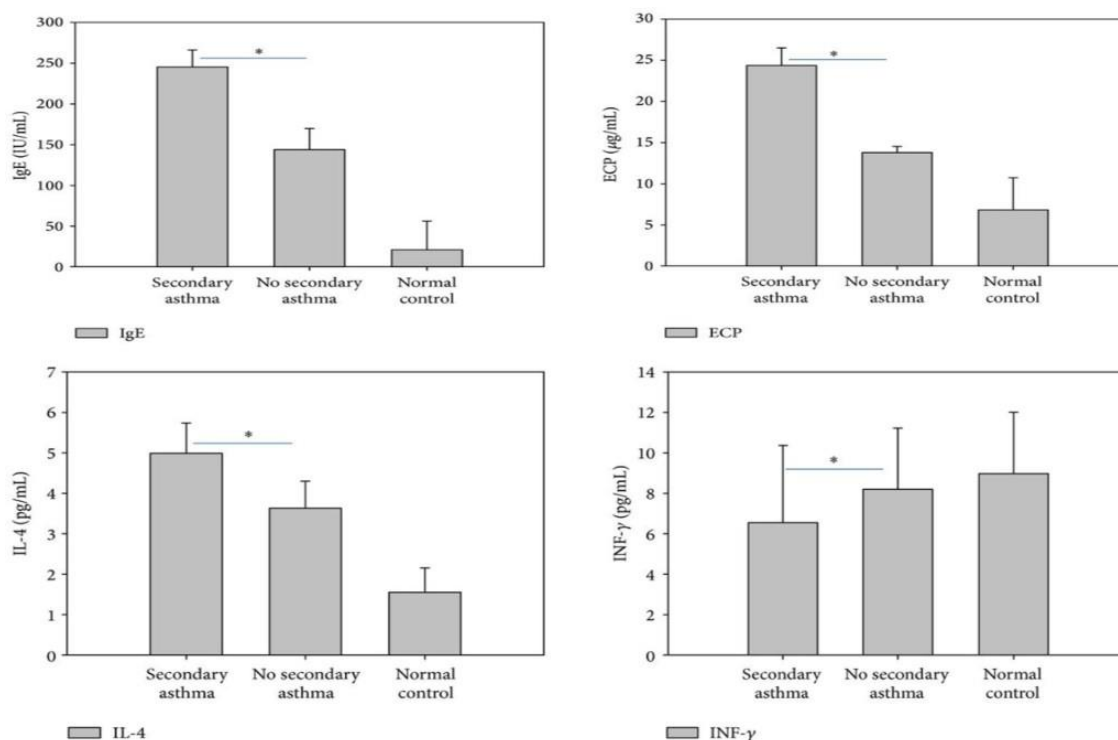 300
250
200
150
100
50
0
IgE (IU/mL)
*
Secondary
asthma
No secondary
asthma
Normal
control
IgE
30
25
20
15
10
5
0
ECP (μg/mL)
*
Secondary
asthma
No secondary
asthma
Normal
control
ECP
7
6
5
4
3
2
1
0
IL-4 (pg/mL)
*
Secondary
asthma
No secondary
asthma
Normal
control
IL-4
14
12
10
8
6
4
2
0
INF-γ (pg/mL)
*
Secondary
asthma
No secondary
asthma
Normal
control
INF-γ